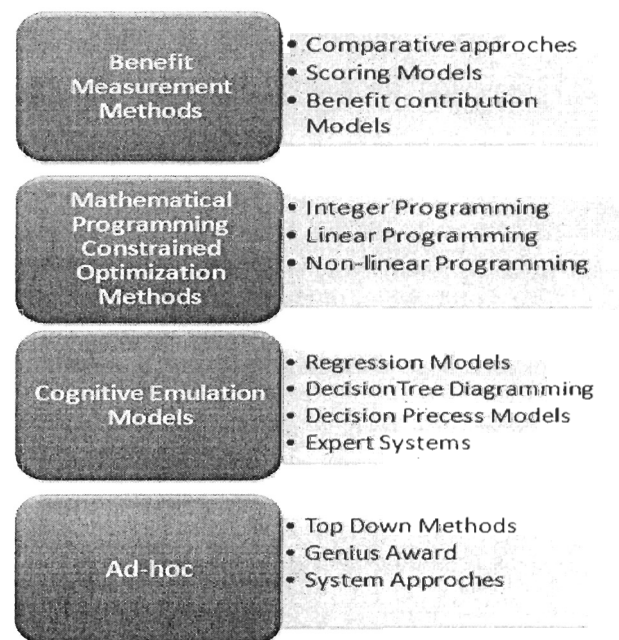 Benefit
Measurement
Methods
• Comparative approches
• Scoring Models
• Benefit contribution
Models
Mathematical
Programming
Constrained
Optimization
Methods
• Integer Programming
• Linear Programming
• Non-linear Programming
Cognitive Emulation
Models
• Regression Models
• Decision Tree Diagramming
• Decision Precess Models
• Expert Systems
Ad-hoc
• Top Down Methods
• Genius Award
• System Approches